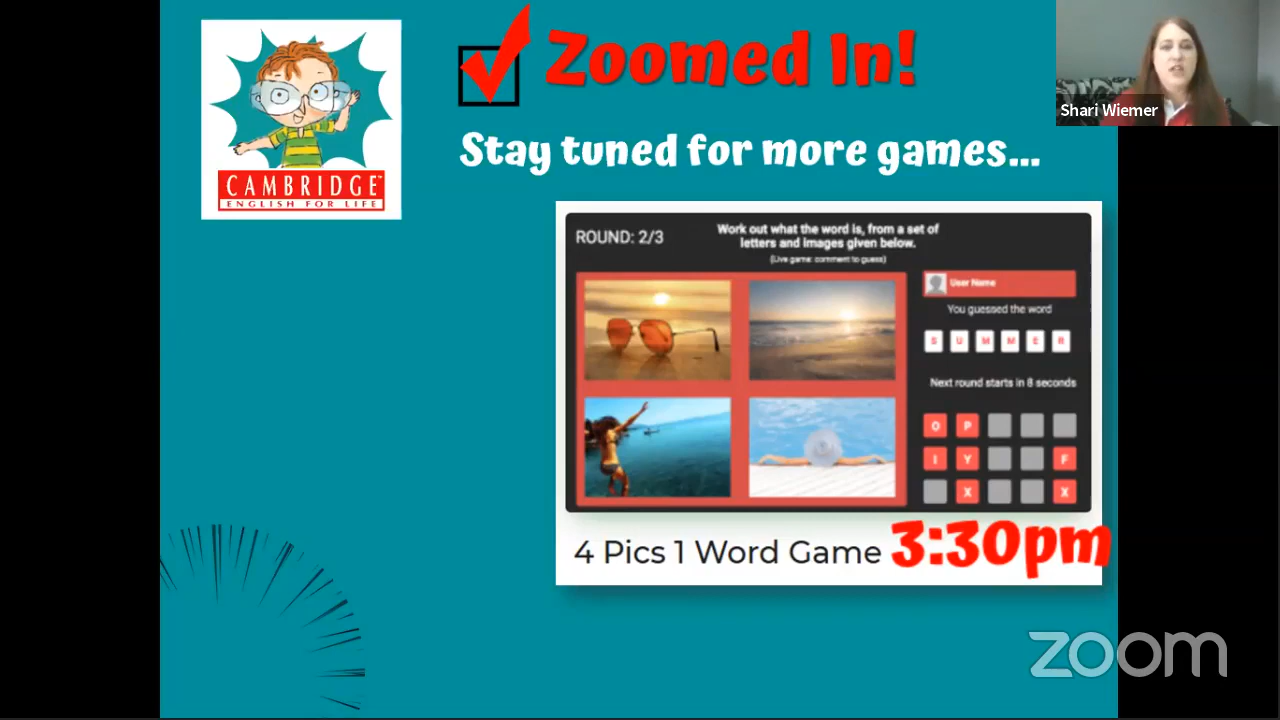 Zoomed In!
Stay tuned for more games...
CAMBRIDGE™
ENGLISH FOR LIFE
Shari Wiemer
ROUND: 2/3
Work out what the word is, from a set of
letters and images given below.
(Live game: comment to guess)
User Name
You guessed the word
S U M M E R
Next round starts in 8 seconds
O P
I Y F
X X
4 Pics 1 Word Game
3:30pm
zoom